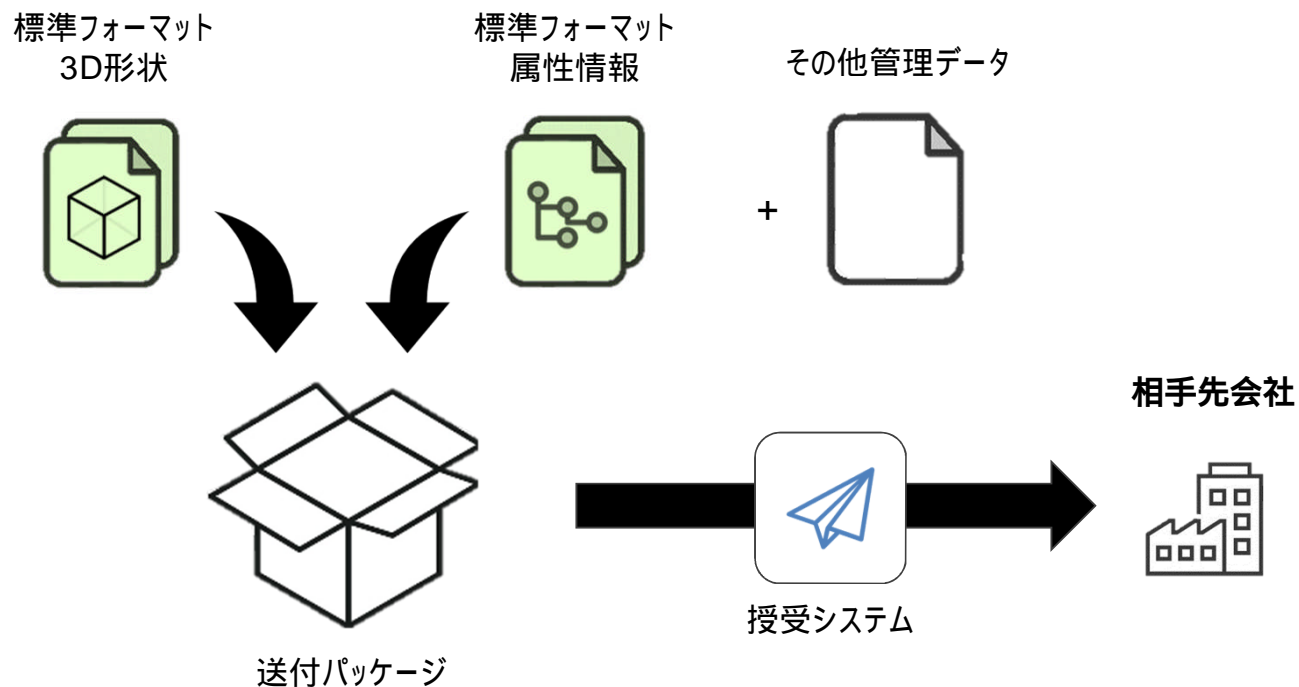 標準フォーマット
3D形状
標準フォーマット
属性情報
その他管理データ
+
相手先会社
授受システム
送付パッケージ